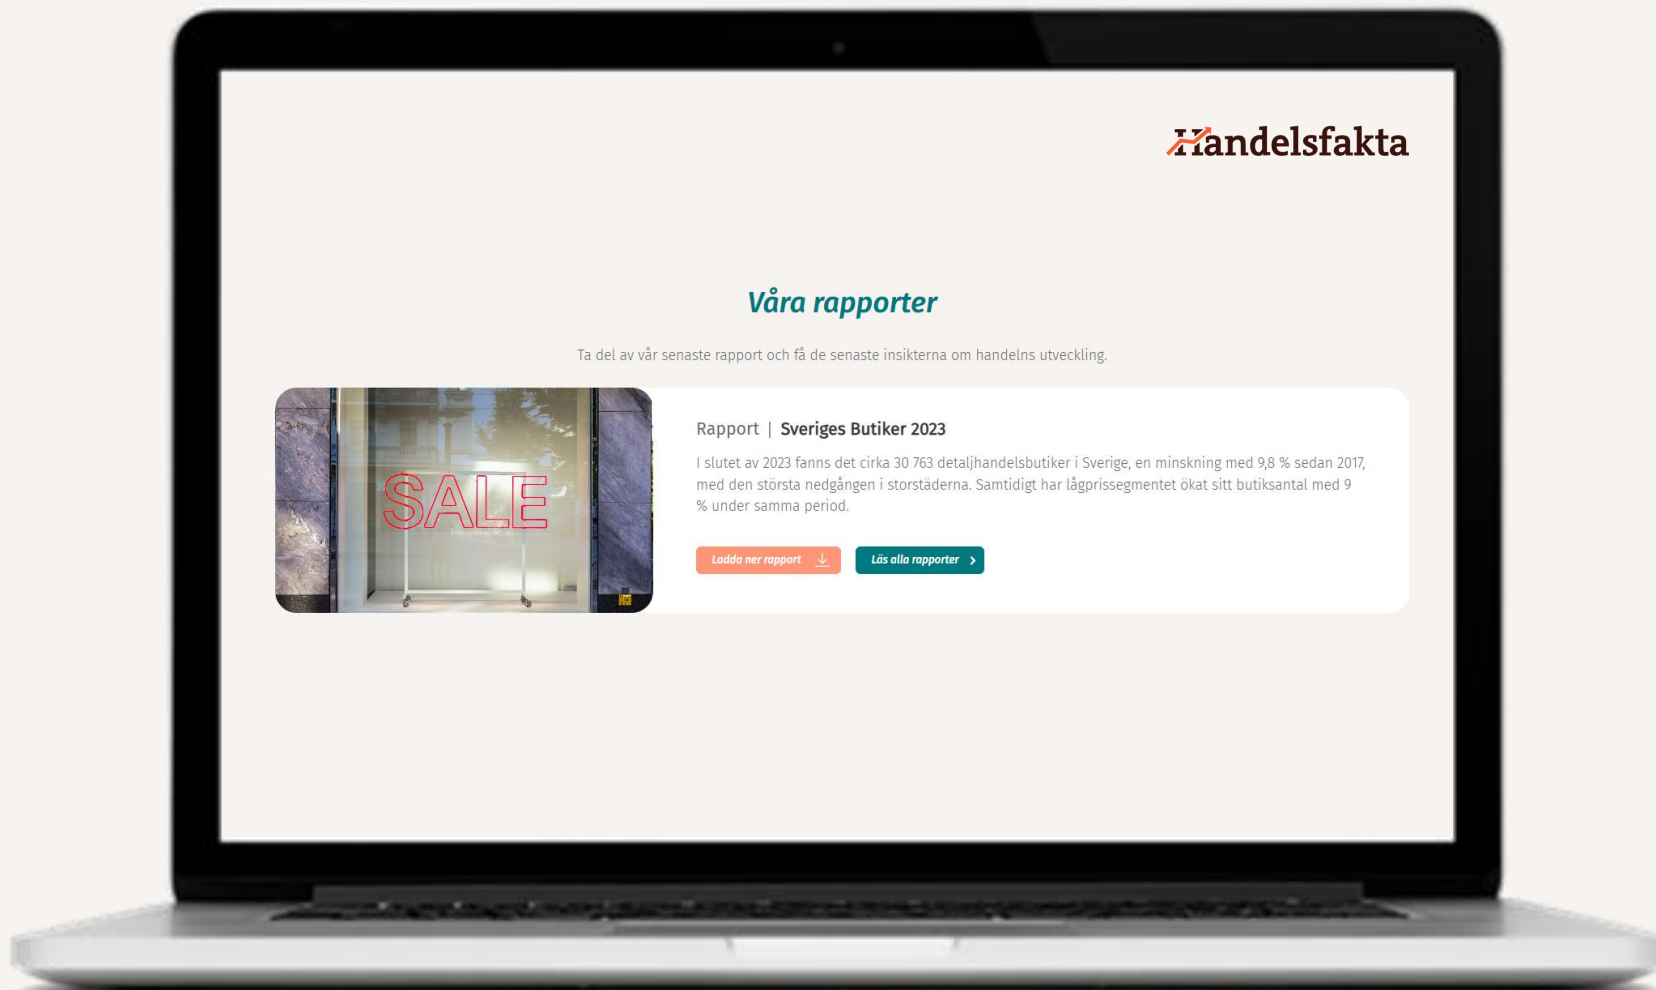 Handelsfakta
Våra rapporter
Ta del av vår senaste rapport och få de senaste insikterna om handelns utveckling.
SALE
Rapport | Sveriges Butiker 2023
I slutet av 2023 fanns det cirka 30 763 detaljhandelsbutiker i Sverige, en minskning med 9,8 % sedan 2017,
med den största nedgången i storstäderna. Samtidigt har lågprissegmentet ökat sitt butiksantal med 9
% under samma period.
Ladda ner rapport
Läs alla rapporter